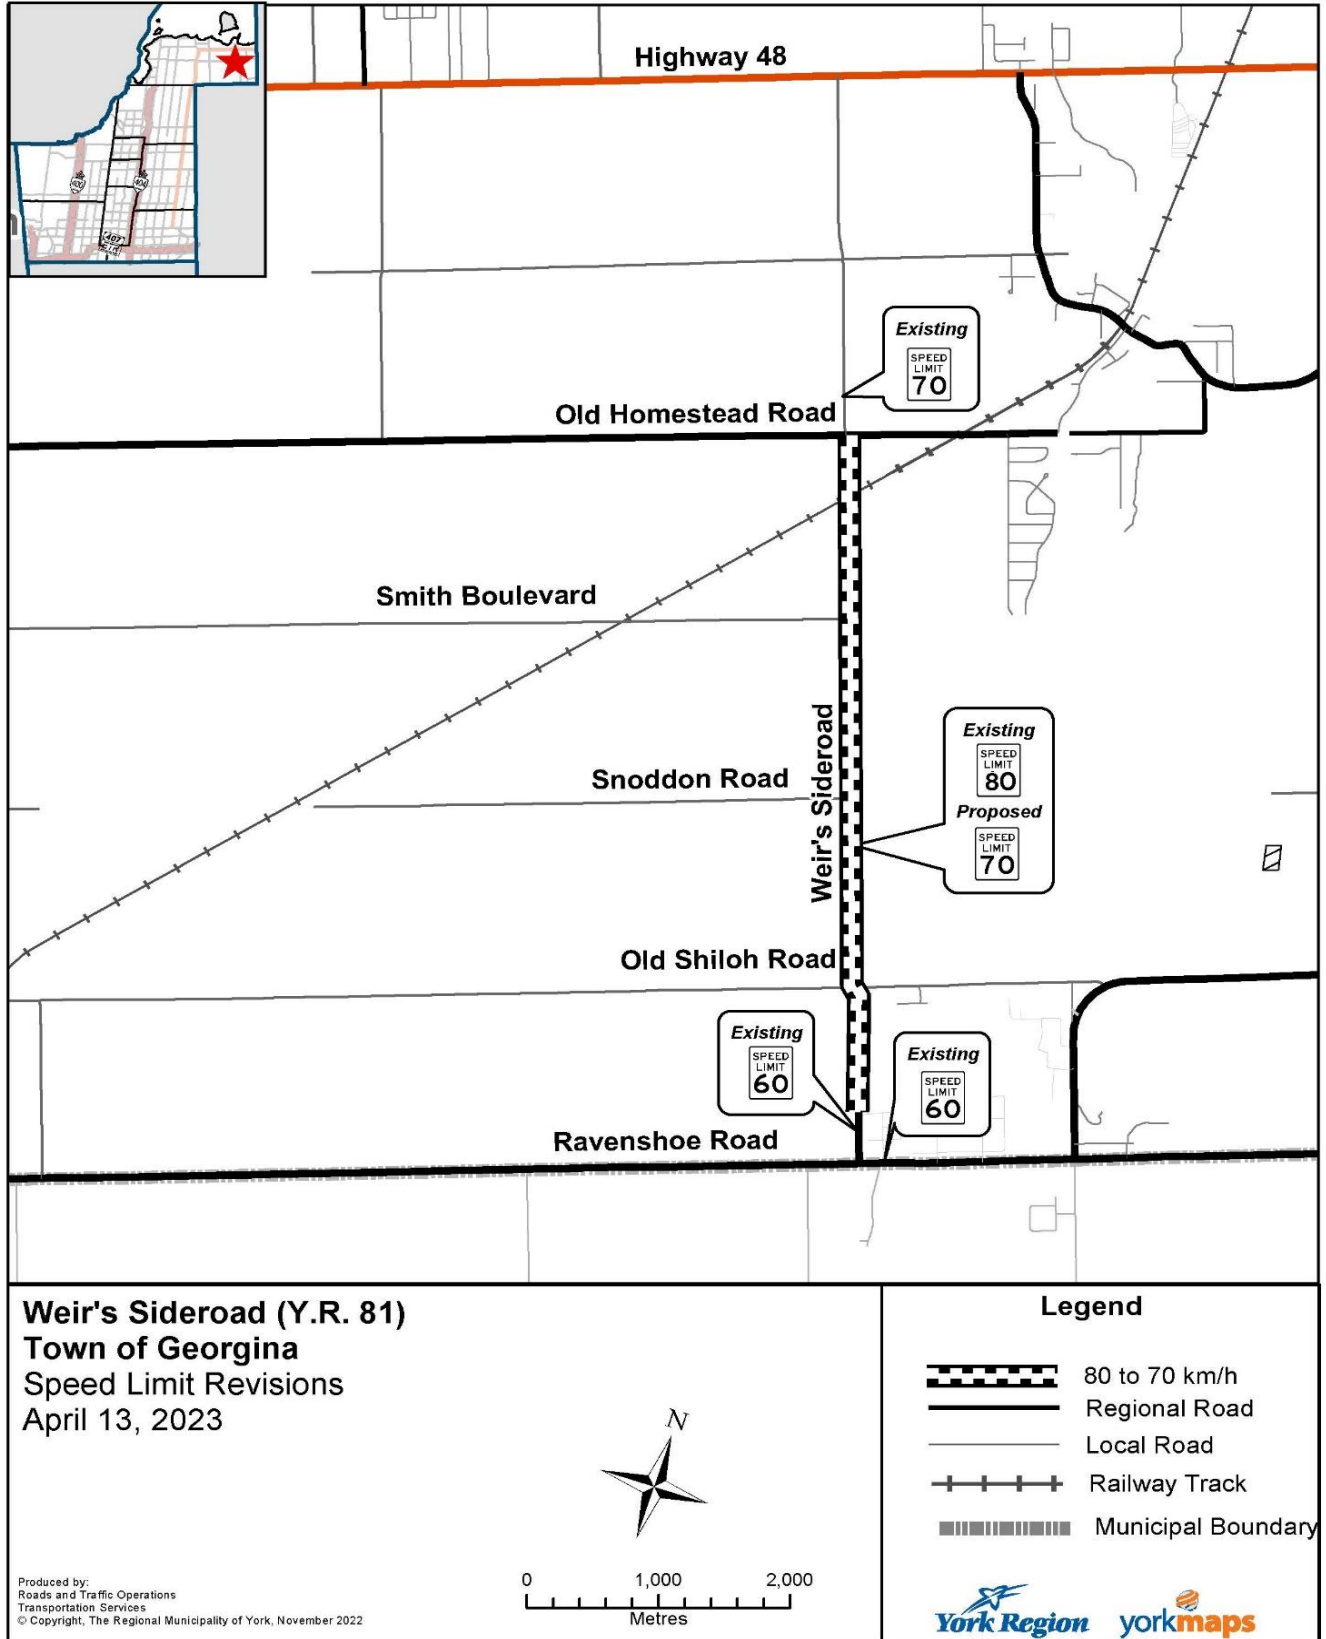 Highway 48
400
404
407
Existing
SPEED
LIMIT
70
Old Homestead Road
Smith Boulevard
Weir's Sideroad
Existing
SPEED
LIMIT
80
Proposed
SPEED
LIMIT
70
Snoddon Road
Old Shiloh Road
Existing
SPEED
LIMIT
60
Existing
SPEED
LIMIT
60
Ravenshoe Road
Weir's Sideroad (Y.R. 81)
Town of Georgina
Speed Limit Revisions
April 13, 2023
N
Produced by:
Roads and Traffic Operations
Transportation Services
© Copyright, The Regional Municipality of York, November 2022
0 1,000 2,000
Metres
Legend
80 to 70 km/h
Regional Road
Local Road
Railway Track
Municipal Boundary
York Region
yorkmaps